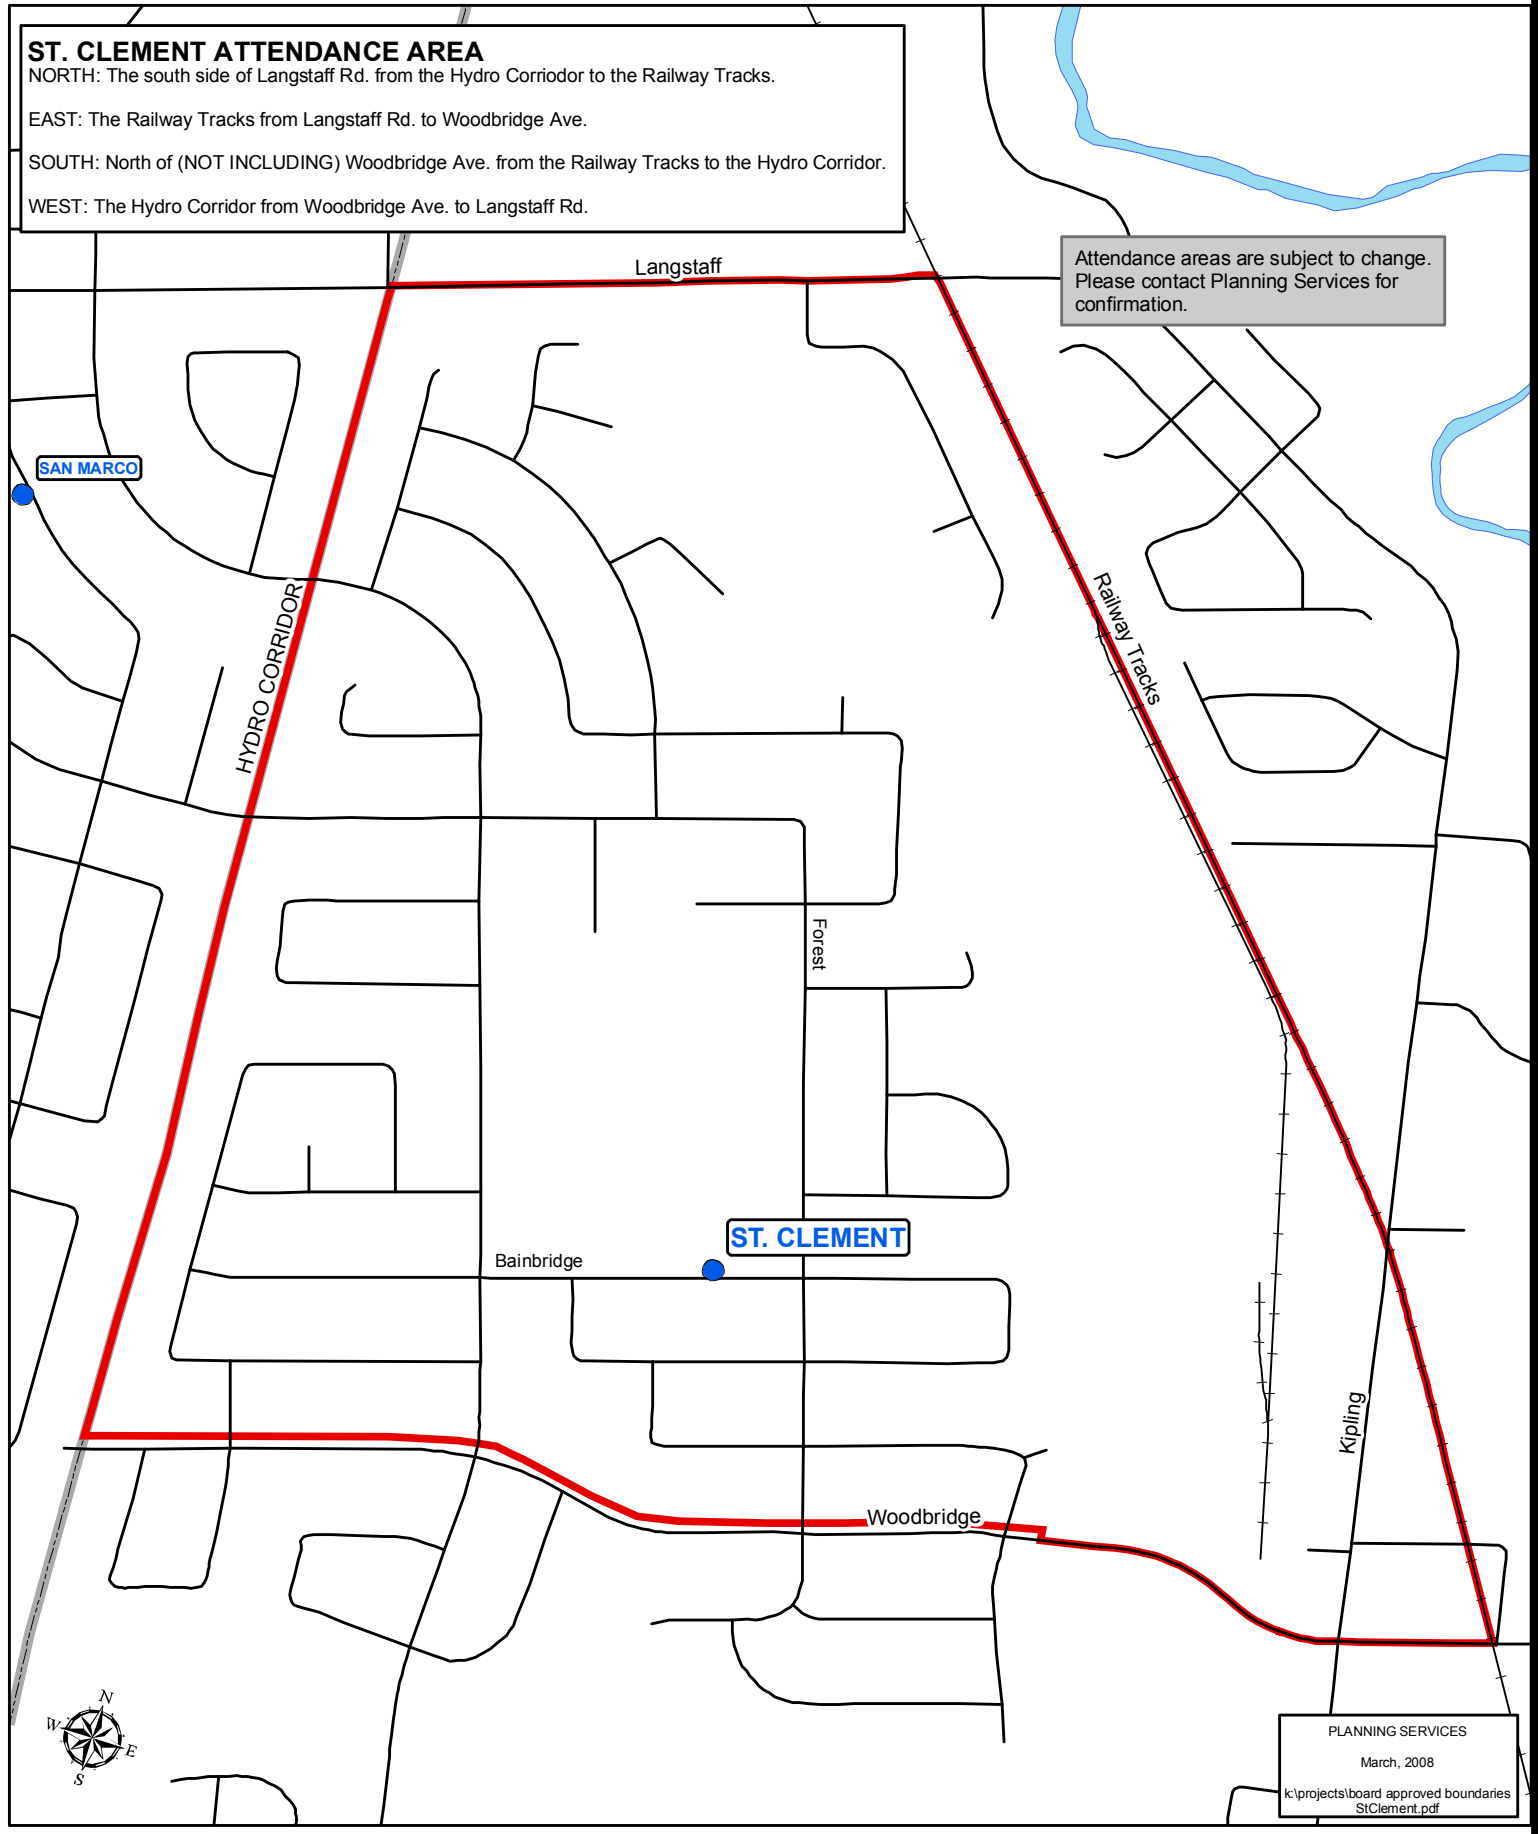 ST. CLEMENT ATTENDANCE AREA
NORTH: The south side of Langstaff Rd. from the Hydro Corriodor to the Railway Tracks.
EAST: The Railway Tracks from Langstaff Rd. to Woodbridge Ave.
SOUTH: North of (NOT INCLUDING) Woodbridge Ave. from the Railway Tracks to the Hydro Corridor.
WEST: The Hydro Corridor from Woodbridge Ave. to Langstaff Rd.
Langstaff
Attendance areas are subject to change.
Please contact Planning Services for
confirmation.
SAN MARCO
HYDRO CORRIDOR
Railway Tracks
Forest
ST. CLEMENT
Bainbridge
Kipling
Woodbridge
N
W
E
S
PLANNING SERVICES
March, 2008
k:\projects\board approved boundaries
StClement.pdf